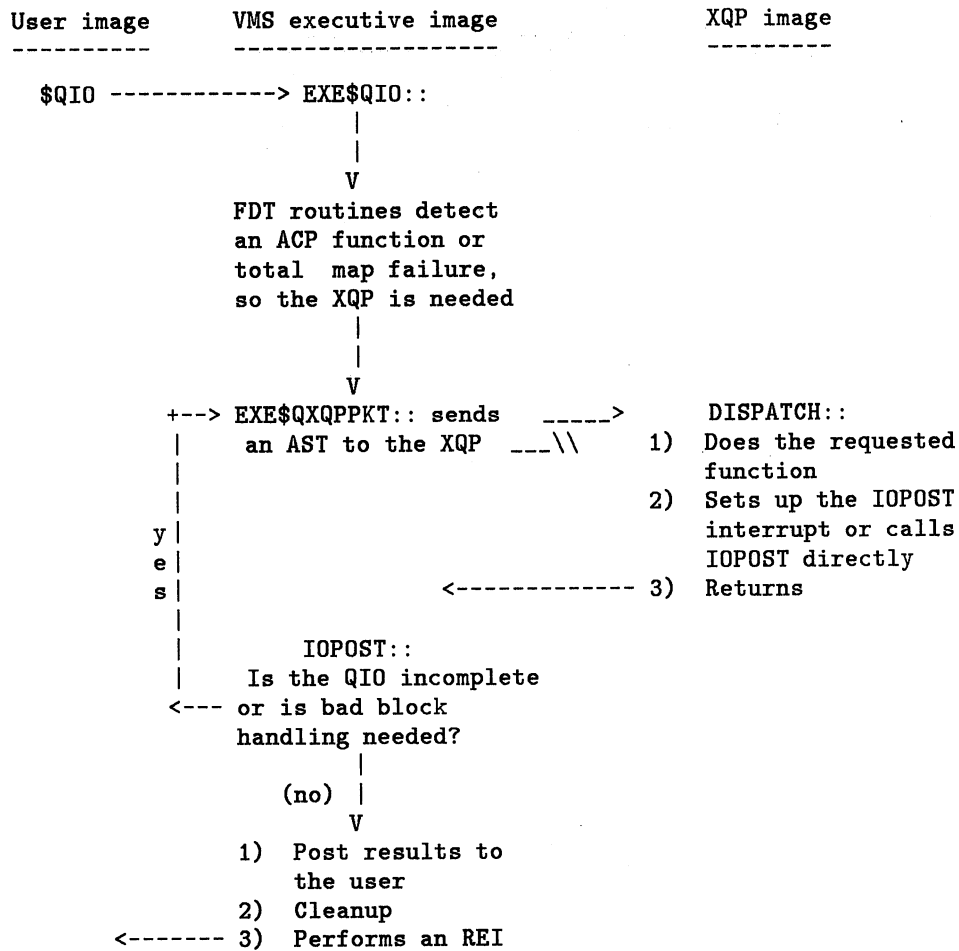 User image VMS executive image XQP image
---------- ------------------- ---------
$QIO ------------> EXE$QIO::
|
|
V
FDT routines detect
an ACP function or
total map failure,
so the XQP is needed
|
|
V
+--> EXE$QXQPPKT:: sends _____> DISPATCH::
| an AST to the XQP ___\\ 1) Does the requested
| function
| 2) Sets up the IOPOST
y| interrupt or calls
e| IOPOST directly
s| <------------- 3) Returns
|
| IOPOST::
| Is the QIO incomplete
<--- or is bad block
handling needed?
|
(no) |
V
1) Post results to
the user
2) Cleanup
<------- 3) Performs an REI